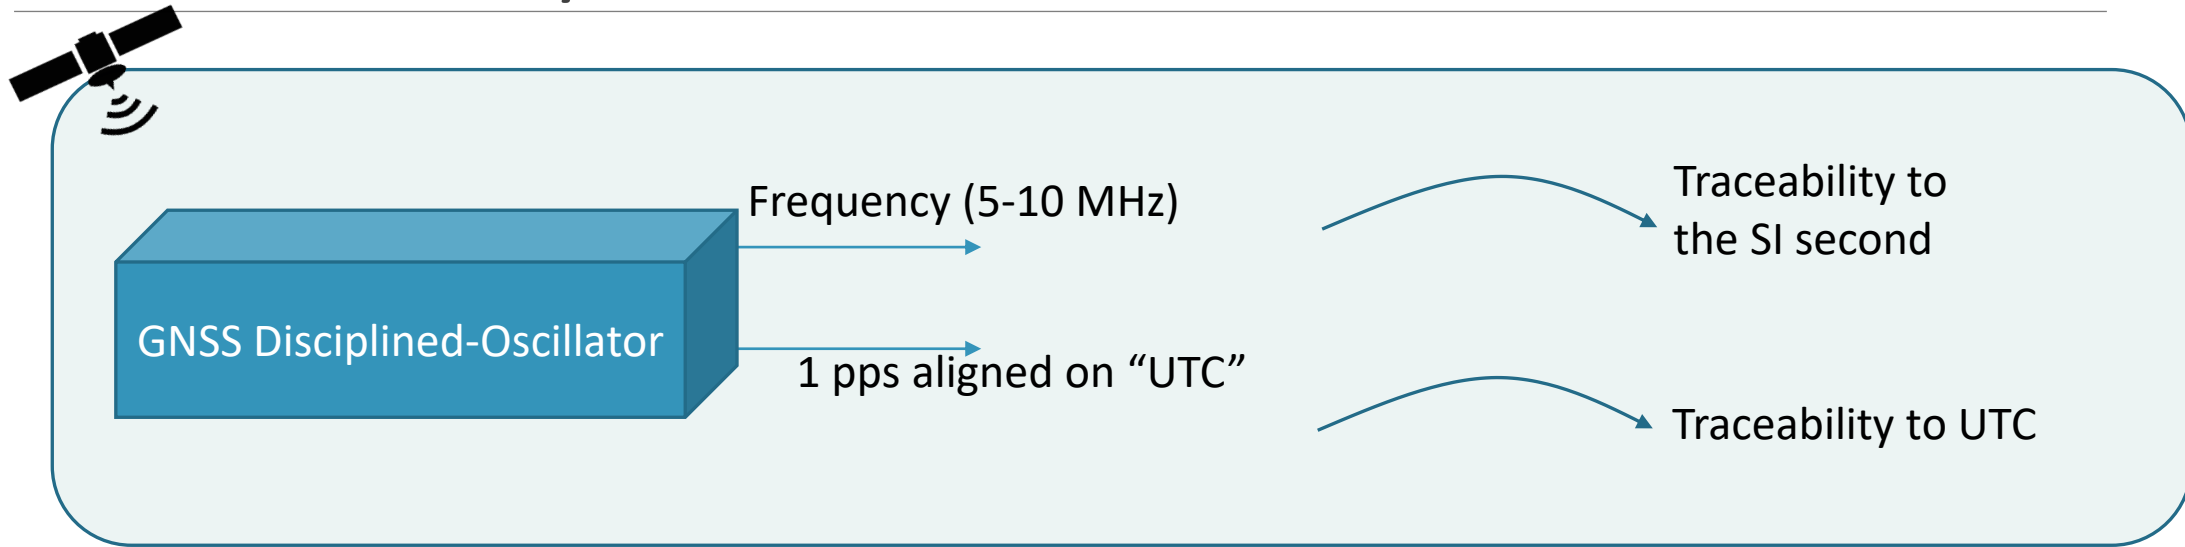 Frequency (5-10 MHz)
Traceability to
the SI second
GNSS Disciplined-Oscillator
1 pps aligned on “UTC”
Traceability to UTC